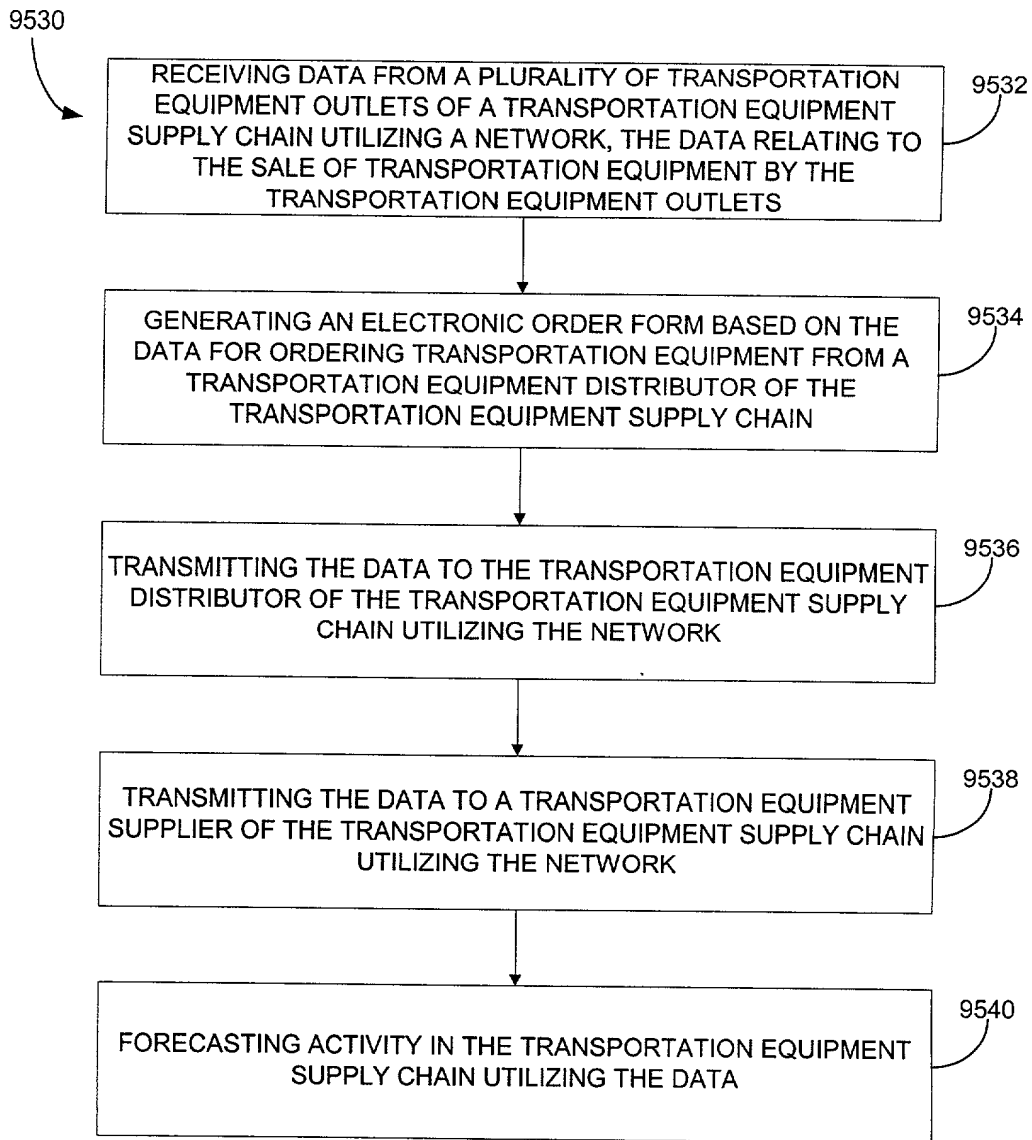 9530
RECEIVING DATA FROM A PLURALITY OF TRANSPORTATION
EQUIPMENT OUTLETS OF A TRANSPORTATION EQUIPMENT
SUPPLY CHAIN UTILIZING A NETWORK, THE DATA RELATING TO
THE SALE OF TRANSPORTATION EQUIPMENT BY THE
TRANSPORTATION EQUIPMENT OUTLETS
9532
GENERATING AN ELECTRONIC ORDER FORM BASED ON THE
DATA FOR ORDERING TRANSPORTATION EQUIPMENT FROM A
TRANSPORTATION EQUIPMENT DISTRIBUTOR OF THE
TRANSPORTATION EQUIPMENT SUPPLY CHAIN
9534
TRANSMITTING THE DATA TO THE TRANSPORTATION EQUIPMENT
DISTRIBUTOR OF THE TRANSPORTATION EQUIPMENT SUPPLY
CHAIN UTILIZING THE NETWORK
9536
TRANSMITTING THE DATA TO A TRANSPORTATION EQUIPMENT
SUPPLIER OF THE TRANSPORTATION EQUIPMENT SUPPLY CHAIN
UTILIZING THE NETWORK
9538
FORECASTING ACTIVITY IN THE TRANSPORTATION EQUIPMENT
SUPPLY CHAIN UTILIZING THE DATA
9540